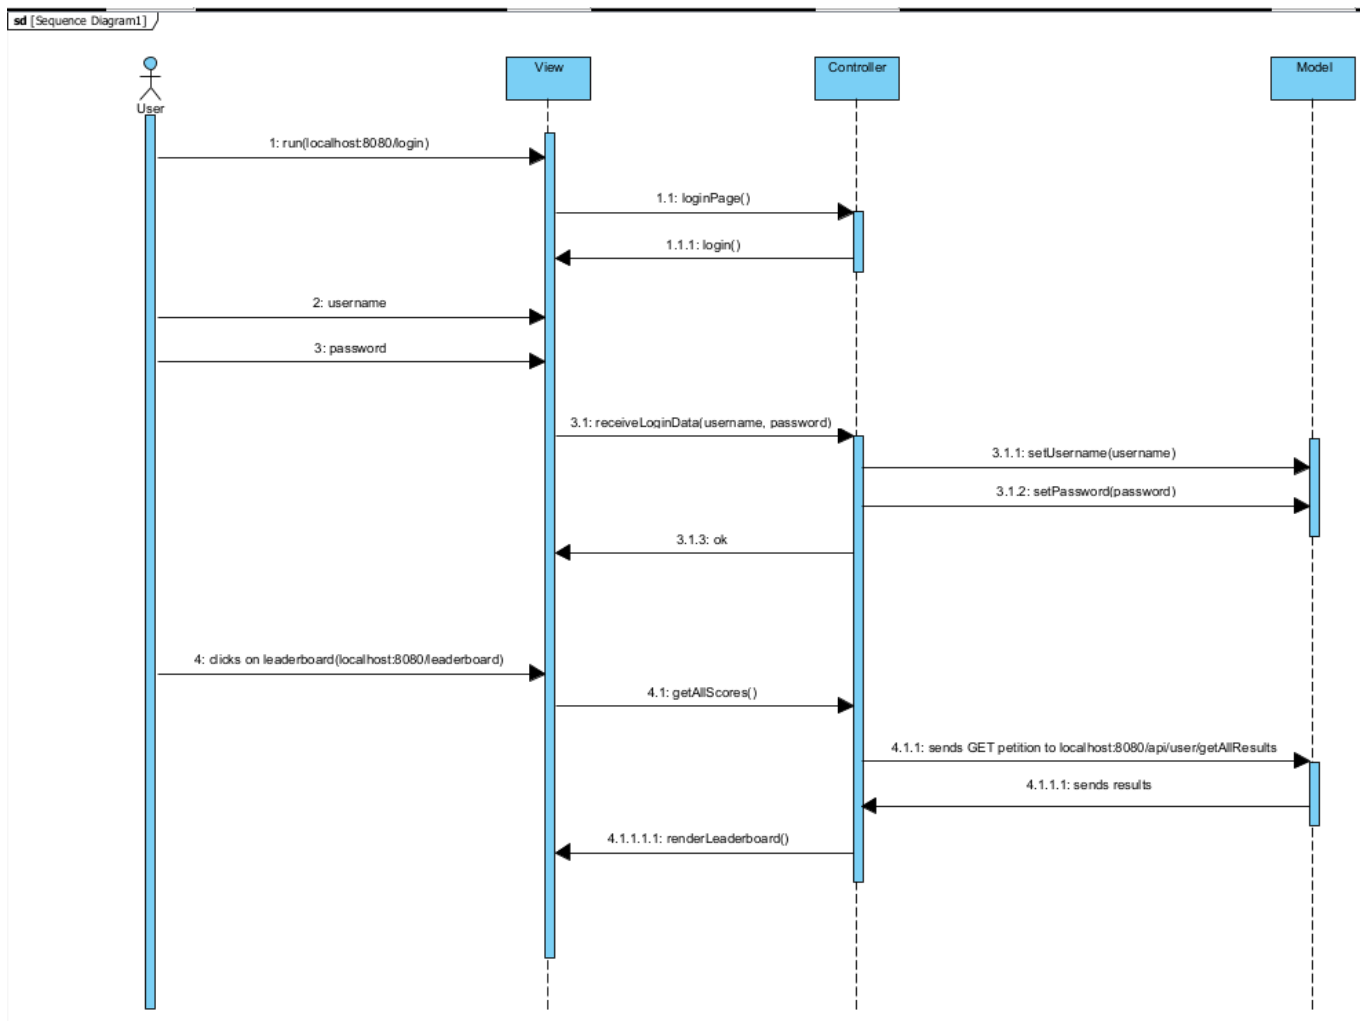 sd [Sequence Diagram1]
User
View
Controller
Model
1: run(localhost:8080/login)
1.1: loginPage()
1.1.1: login()
2: username
3: password
3.1: receiveLoginData(username, password)
3.1.1: setUsername(username)
3.1.2: setPassword(password)
3.1.3: ok
4: clicks on leaderboard(localhost:8080/leaderboard)
4.1: getAllScores()
4.1.1: sends GET petition to localhost:8080/api/user/getAllResults
4.1.1.1: sends results
4.1.1.1.1: renderLeaderboard()